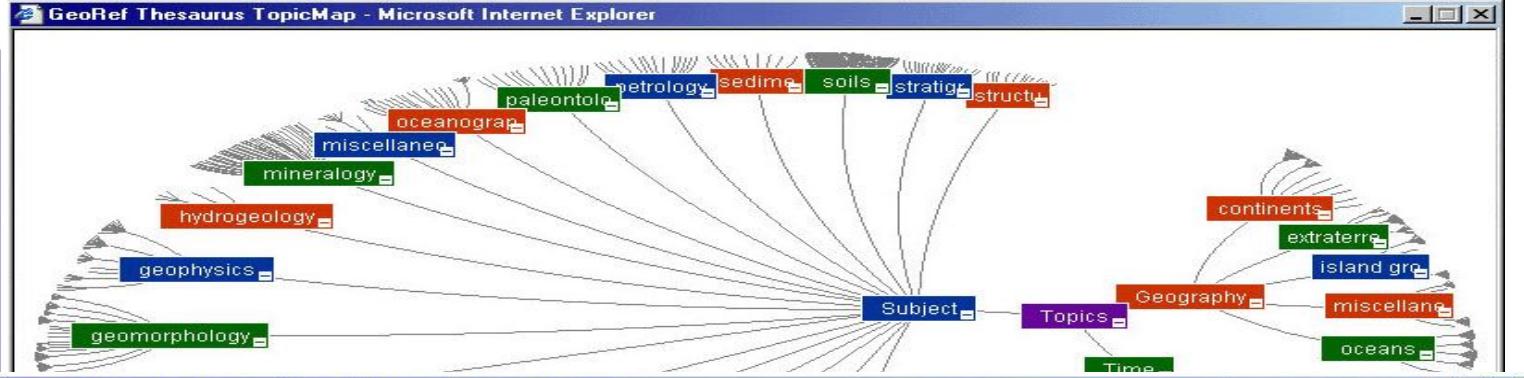 GeoRef Thesaurus TopicMap - Microsoft Internet Explorer
petrology
sedime
soils
stratigr
structu
paleontolo
oceanograp
miscellaneo
mineralogy
hydrogeology
continents
extraterre
geophysics
island gro
Geography
miscellane
Subject
Topics
geomorphology
oceans
Time